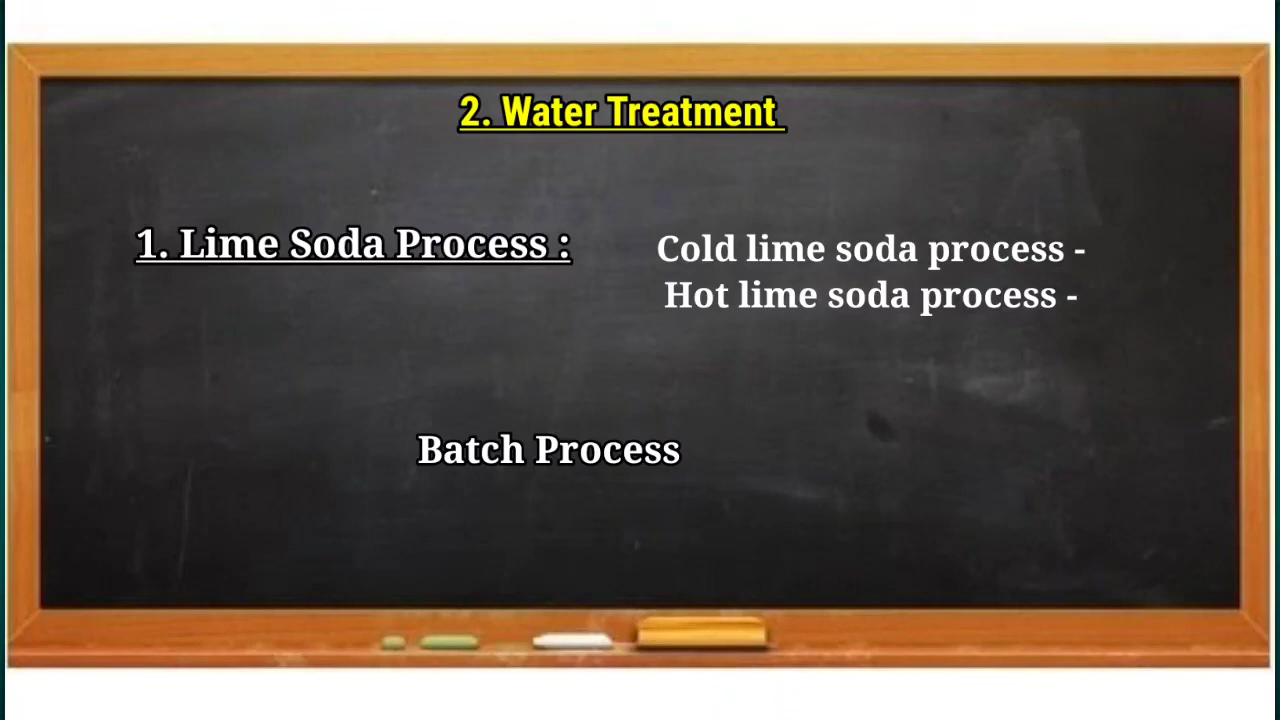 2. Water Treatment
1. Lime Soda Process :
Cold lime soda process -
Hot lime soda process -
Batch Process